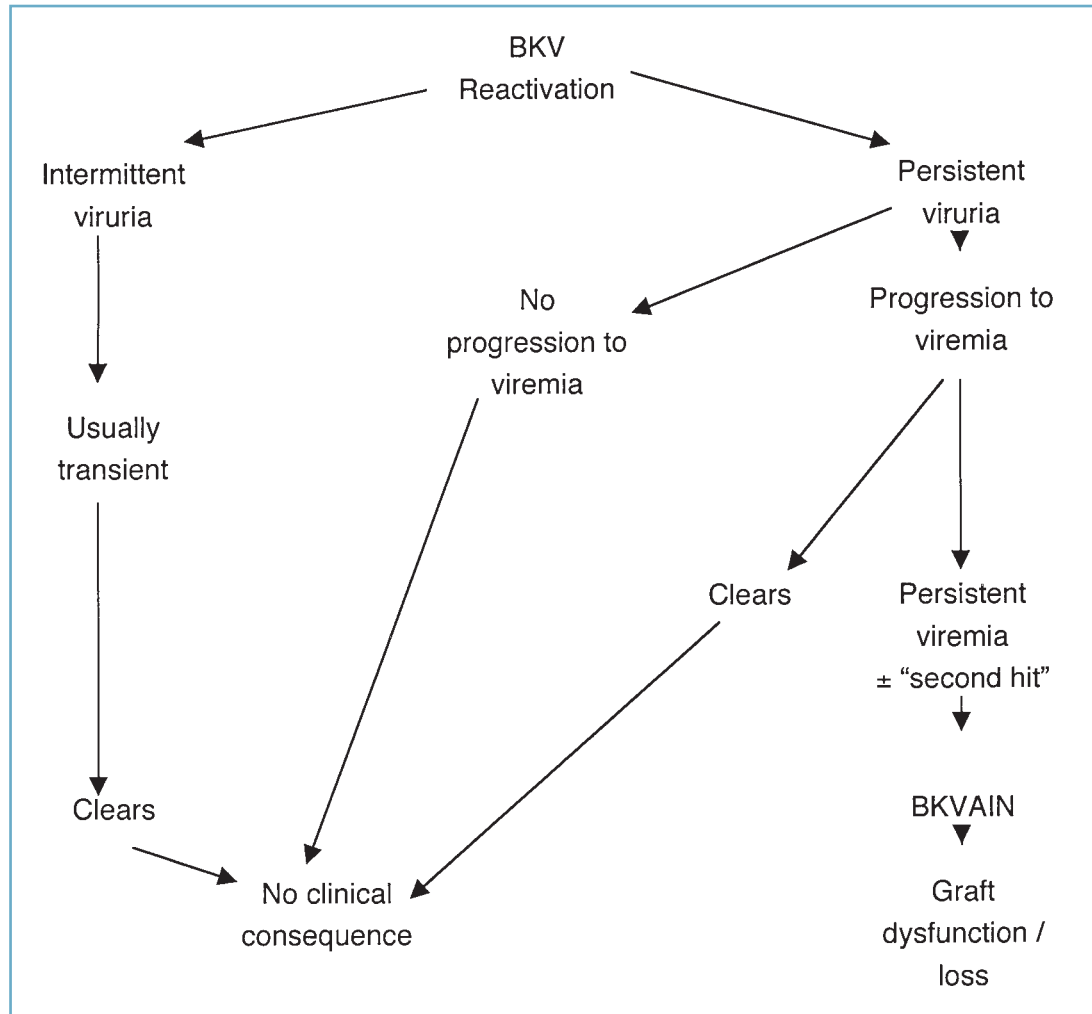 BKV
Reactivation
Intermittent
viruria
Persistent
viruria
No
progression to
viremia
Progression to
viremia
Usually
transient
Clears
Persistent
viremia
± “second hit”
Clears
BKVAIN
No clinical
consequence
Graft
dysfunction /
loss